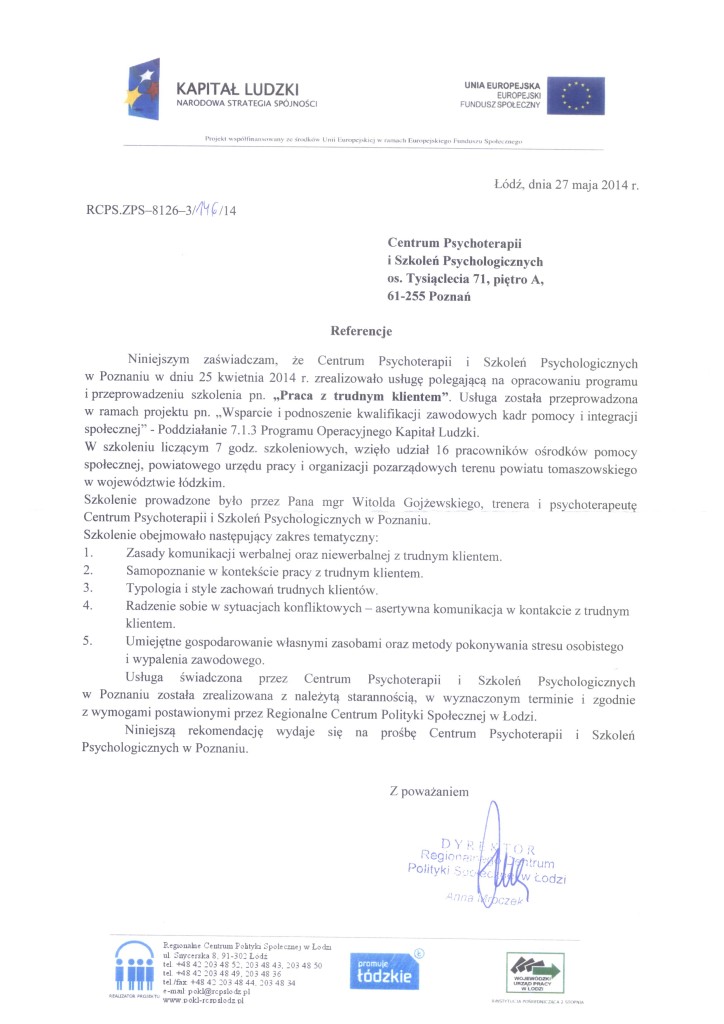 KAPITAŁ LUDZKI
NARODOWA STRATEGIA SPÓJNOŚCI
UNIA EUROPEJSKA
EUROPEJSKI
FUNDUSZ SPOŁECZNY
Projekt współfinansowany ze środków Unii Europejskiej w ramach Europejskiego Funduszu Społecznego
Łódź, dnia 27 maja 2014 r.
RCPS.ZPS–8126–3/146/14
Centrum Psychoterapii
i Szkoleń Psychologicznych
os. Tysiąclecia 71, piętro A,
61-255 Poznań
Referencje
Niniejszym zaświadczam, że Centrum Psychoterapii i Szkoleń Psychologicznych
w Poznaniu w dniu 25 kwietnia 2014 r. zrealizowało usługę polegającą na opracowaniu programu
i przeprowadzeniu szkolenia pn. „Praca z trudnym klientem”. Usługa została przeprowadzona
w ramach projektu pn. „Wsparcie i podnoszenie kwalifikacji zawodowych kadr pomocy i integracji
społecznej” - Poddziałanie 7.1.3 Programu Operacyjnego Kapitał Ludzki.
W szkoleniu liczącym 7 godz. szkoleniowych, wzięło udział 16 pracowników ośrodków pomocy
społecznej, powiatowego urzędu pracy i organizacji pozarządowych terenu powiatu tomaszowskiego
w województwie łódzkim.
Szkolenie prowadzone było przez Pana mgr Witolda Gojżewskiego, trenera i psychoterapeutę
Centrum Psychoterapii i Szkoleń Psychologicznych w Poznaniu.
Szkolenie obejmowało następujący zakres tematyczny:
1. Zasady komunikacji werbalnej oraz niewerbalnej z trudnym klientem.
2. Samopoznanie w kontekście pracy z trudnym klientem.
3. Typologia i style zachowań trudnych klientów.
4. Radzenie sobie w sytuacjach konfliktowych – asertywna komunikacja w kontakcie z trudnym
klientem.
5. Umiejętne gospodarowanie własnymi zasobami oraz metody pokonywania stresu osobistego
i wypalenia zawodowego.
Usługa świadczona przez Centrum Psychoterapii i Szkoleń Psychologicznych
w Poznaniu została zrealizowana z należytą starannością, w wyznaczonym terminie i zgodnie
z wymogami postawionymi przez Regionalne Centrum Polityki Społecznej w Łodzi.
Niniejszą rekomendację wydaje się na prośbę Centrum Psychoterapii i Szkoleń
Psychologicznych w Poznaniu.
Z poważaniem
DYREKTOR
Regionalnego Centrum
Polityki Społecznej w Łodzi
Anna Mroczek
Regionalne Centrum Polityki Społecznej w Łodzi
ul. Snycerska 8, 91-302 Łódź
tel. +48 42 203 48 52, 203 48 43, 203 48 50
tel. +48 42 203 48 49, 203 48 36
tel./fax +48 42 203 48 44, 203 48 34
e-mail: pokl@rcpslodz.pl
www.pokl-rcpslodz.pl
REALIZATOR PROJEKTU
promuje
łódzkie
®
WOJEWÓDZKI
URZĄD PRACY
W ŁODZI
INSTYTUCJA POŚREDNICZĄCA 2 STOPNIA